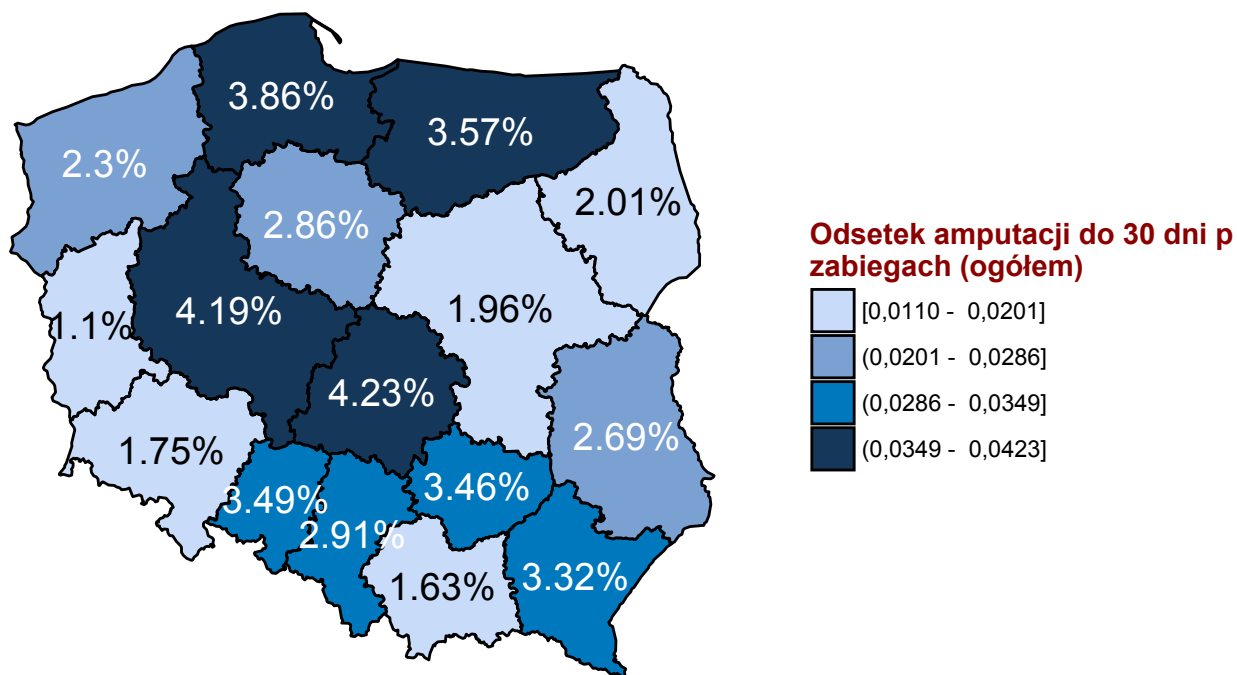 3.86%
3.57%
2.3%
2.01%
2.86%
1.96%
4.19%
1.1%
4.23%
2.69%
1.75%
3.46%
3.49%
2.91%
3.32%
1.63%
Odsetek amputacji do 30 dni p
zabiegach (ogółem)
[0,0110 - 0,0201]
(0,0201 - 0,0286]
(0,0286 - 0,0349]
(0,0349 - 0,0423]